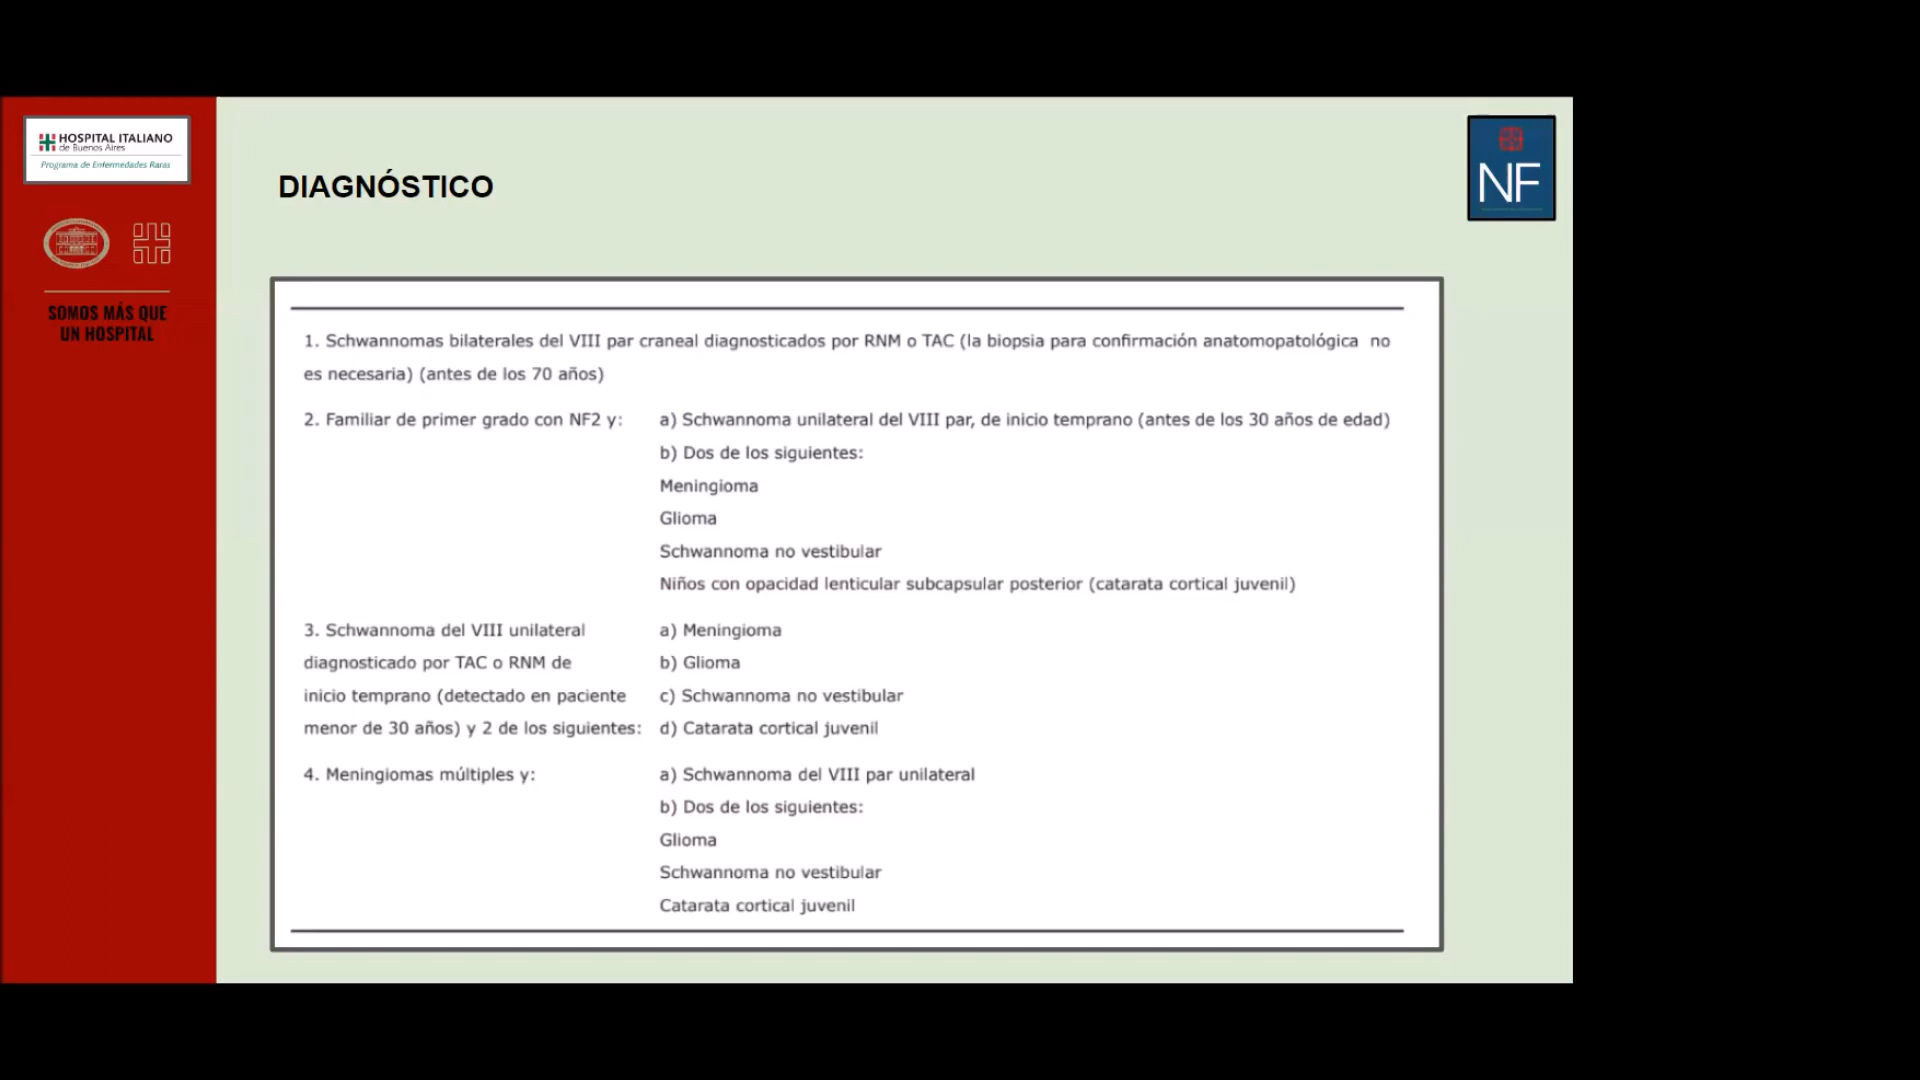 HOSPITAL ITALIANO
de Buenos Aires
Programa de Enfermedades Raras
SOMOS MÁS QUE
UN HOSPITAL
NF
DIAGNÓSTICO
1. Schwannomas bilaterales del VIII par craneal diagnosticados por RNM o TAC (la biopsia para confirmación anatomopatológica no
es necesaria) (antes de los 70 años)
2. Familiar de primer grado con NF2 y:
a) Schwannoma unilateral del VIII par, de inicio temprano (antes de los 30 años de edad)
b) Dos de los siguientes:
Meningioma
Glioma
Schwannoma no vestibular
Niños con opacidad lenticular subcapsular posterior (catarata cortical juvenil)
3. Schwannoma del VIII unilateral
diagnosticado por TAC o RNM de
inicio temprano (detectado en paciente
menor de 30 años) y 2 de los siguientes:
a) Meningioma
b) Glioma
c) Schwannoma no vestibular
d) Catarata cortical juvenil
4. Meningiomas múltiples y:
a) Schwannoma del VIII par unilateral
b) Dos de los siguientes:
Glioma
Schwannoma no vestibular
Catarata cortical juvenil